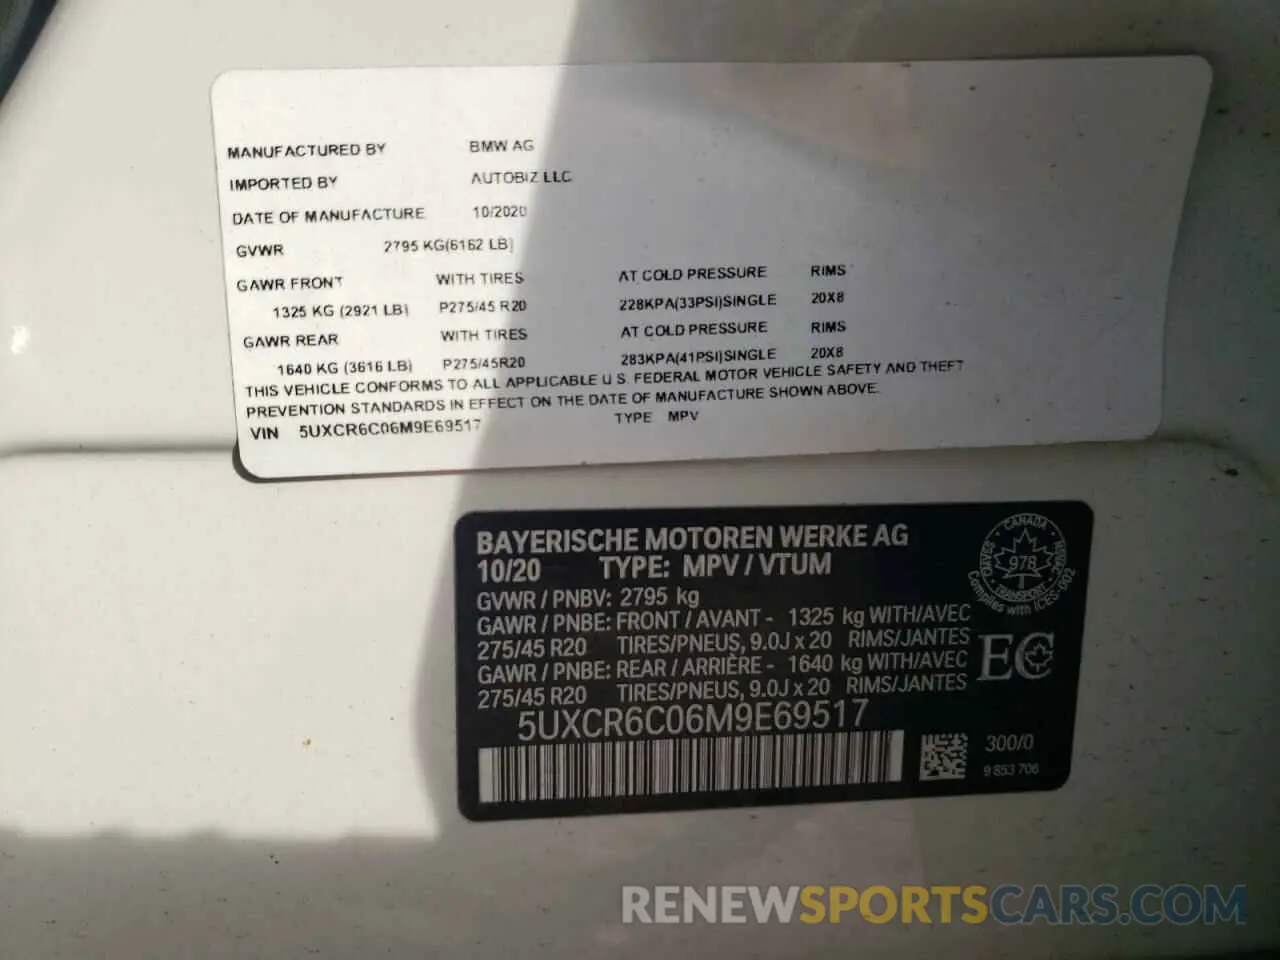 MANUFACTURED BY BMW AG
IMPORTED BY AUTOBIZ LLC
DATE OF MANUFACTURE 10/2020
GVWR 2795 KG(6162 LB)
GAWR FRONT WITH TIRES AT COLD PRESSURE RIMS
1325 KG (2921 LB) P275/45 R20 228KPA(33PSI)SINGLE 20X8
GAWR REAR WITH TIRES AT COLD PRESSURE RIMS
1640 KG (3616 LB) P275/45R20 283KPA(41PSI)SINGLE 20X8
THIS VEHICLE CONFORMS TO ALL APPLICABLE U.S. FEDERAL MOTOR VEHICLE SAFETY AND THEFT
PREVENTION STANDARDS IN EFFECT ON THE DATE OF MANUFACTURE SHOWN ABOVE.
VIN 5UXCR6C06M9E69517 TYPE MPV
BAYERISCHE MOTOREN WERKE AG
10/20 TYPE: MPV / VTUM
GVWR / PNBV: 2795 kg
GAWR / PNBE: FRONT / AVANT - 1325 kg WITH/AVEC
275/45 R20 TIRES/PNEUS, 9.0J x 20 RIMS/JANTES
GAWR / PNBE: REAR / ARRIÈRE - 1640 kg WITH/AVEC
275/45 R20 TIRES/PNEUS, 9.0J x 20 RIMS/JANTES
5UXCR6C06M9E69517
CANADA
978
TRANSPORT
Complies with ICES-002
EC
300/0
9 853 706
RENEWSPORTSCARS.COM